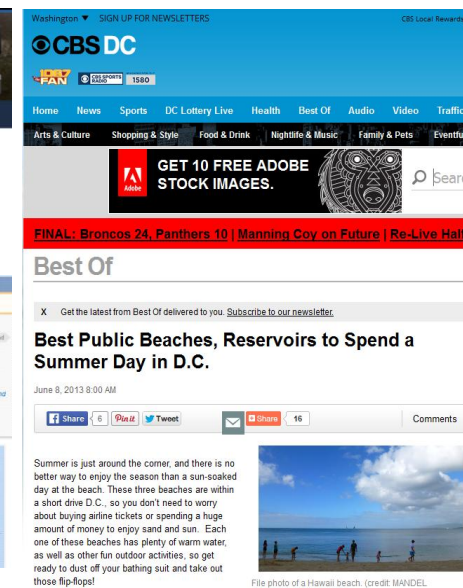 Washington ▼ SIGN UP FOR NEWSLETTERS CBS Local Rewards
CBS DC
106.7 FAN CBS SPORTS RADIO 1580
Home News Sports DC Lottery Live Health Best Of Audio Video Traffic
Arts & Culture Shopping & Style Food & Drink Nightlife & Music Family & Pets Eventful
GET 10 FREE ADOBE
STOCK IMAGES.
Adobe
Sear
FINAL: Broncos 24, Panthers 10 | Manning Coy on Future | Re-Live Half
Best Of
X Get the latest from Best Of delivered to you. Subscribe to our newsletter.
Best Public Beaches, Reservoirs to Spend a
Summer Day in D.C.
June 8, 2013 8:00 AM
Share 6 Pin it Tweet Share 16 Comments
Summer is just around the corner, and there is no
better way to enjoy the season than a sun-soaked
day at the beach. These three beaches are within
a short drive D.C., so you don't need to worry
about buying airline tickets or spending a huge
amount of money to enjoy sand and sun. Each
one of these beaches has plenty of warm water,
as well as other fun outdoor activities, so get
ready to dust off your bathing suit and take out
those flip-flops!
File photo of a Hawaii beach. (credit: MANDEL